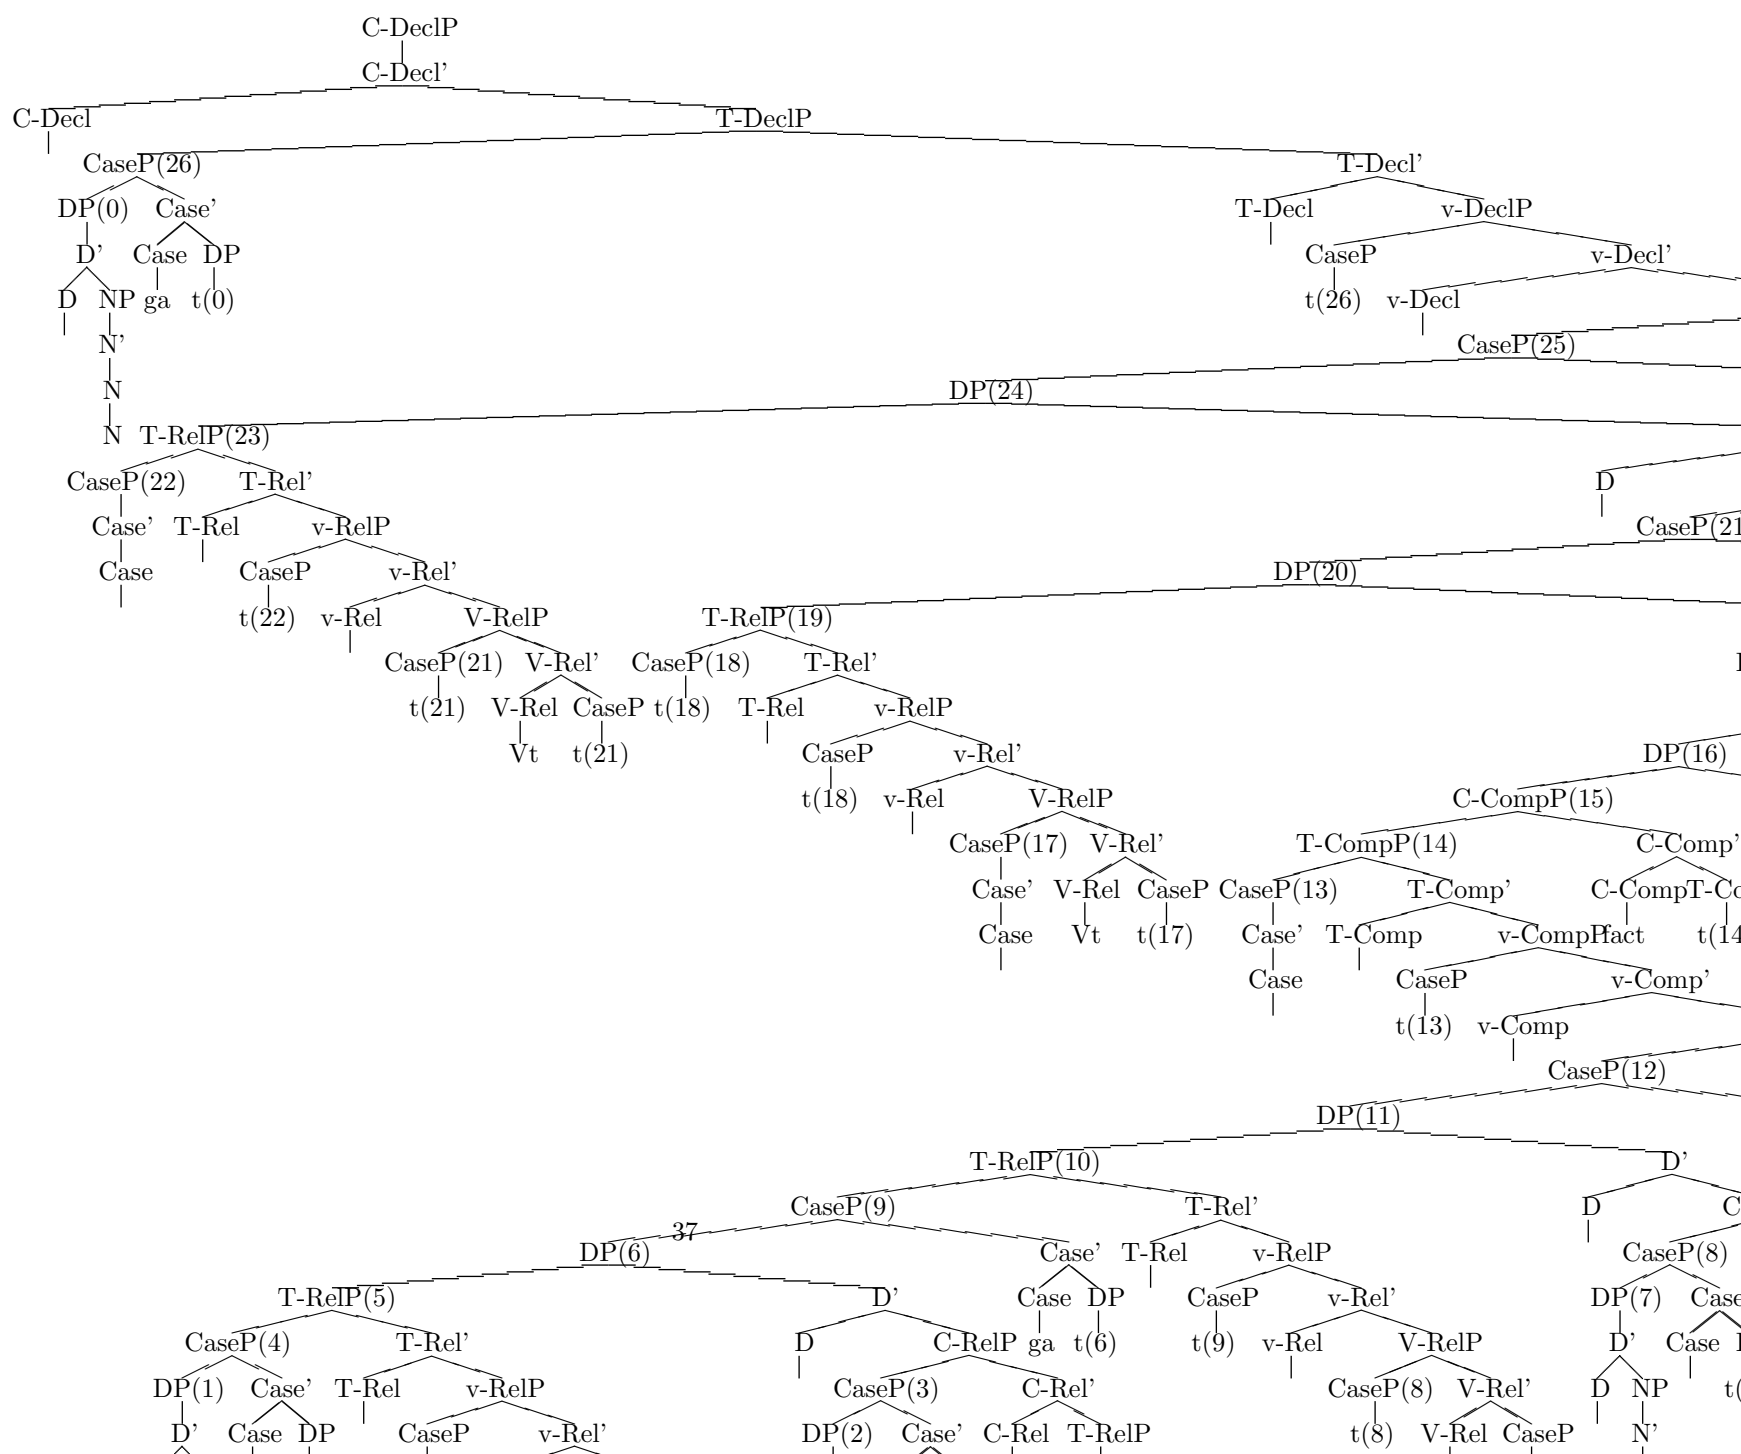 C-DeclP
C-Decl’
C-Decl T-DeclP
CaseP(26) T-Decl’
DP(0) Case’ T-Decl v-DeclP
D’ Case DP CaseP v-Decl’
D NP ga t(0) t(26) v-Decl
N’ CaseP(25)
N DP(24)
N T-RelP(23)
CaseP(22) T-Rel’ D
Case’ T-Rel v-RelP CaseP(21
Case CaseP v-Rel’ DP(20)
t(22) v-Rel V-RelP T-RelP(19)
CaseP(21) V-Rel’ CaseP(18) T-Rel’
t(21) V-Rel CaseP t(18) T-Rel v-RelP
Vt t(21) CaseP v-Rel’ DP(16)
t(18) v-Rel V-RelP C-CompP(15)
CaseP(17) V-Rel’ T-CompP(14) C-Comp’
Case’ V-Rel CaseP CaseP(13) T-Comp’ C-Comp T-Co
Case Vt t(17) Case’ T-Comp v-CompP fact t(14
Case CaseP v-Comp’
t(13) v-Comp
CaseP(12)
DP(11)
T-RelP(10) D’
CaseP(9) T-Rel’ D C
37
DP(6) Case’ T-Rel v-RelP CaseP(8)
T-RelP(5) D’ Case DP CaseP v-Rel’ DP(7) Case
CaseP(4) T-Rel’ D C-RelP ga t(6) t(9) v-Rel V-RelP D’ Case
DP(1) Case’ T-Rel v-RelP CaseP(3) C-Rel’ CaseP(8) V-Rel’ D NP t(
D’ Case DP CaseP v-Rel’ DP(2) Case’ C-Rel T-RelP t(8) V-Rel CaseP N’